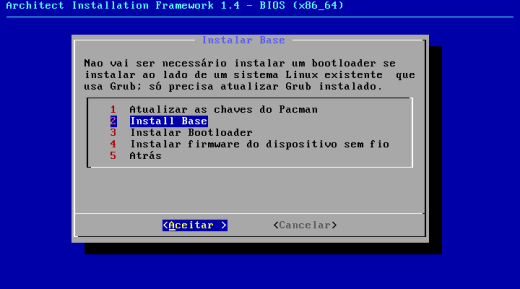 Architect Installation Framework 1.4 - BIOS (x86_64)
Instalar Base
Nao vai ser necessário instalar um bootloader se
instalar ao lado de um sistema Linux existente  que
usa Grub; só precisa atualizar Grub instalado.
1 Atualizar as chaves do Pacman
2 Install Base
3 Instalar Bootloader
4 Instalar firmware do dispositivo sem fio
5 Atrás
<Aceitar > <Cancelar>